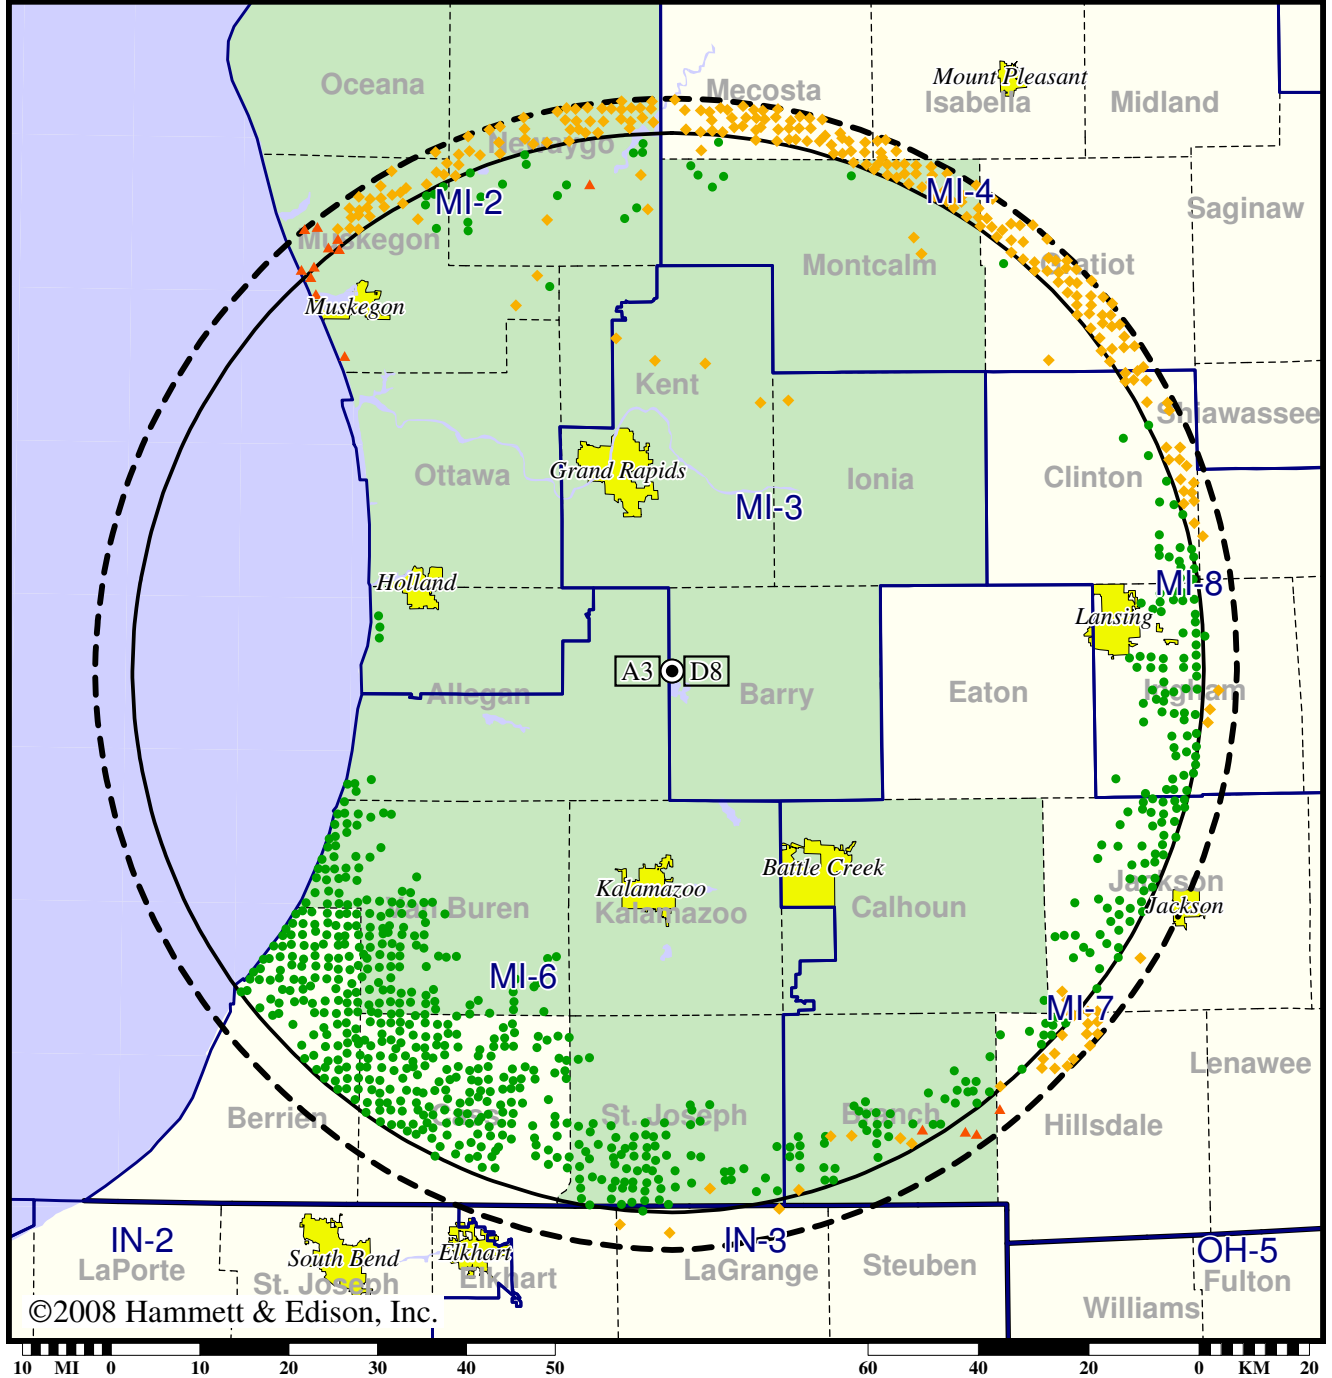 Oceana
Mecosta
Mount Pleasant
Isabella
Midland
Newaygo
MI-2
MI-4
Saginaw
Muskegon
Montcalm
Gratiot
Muskegon
Kent
Shiawassee
Ottawa
Grand Rapids
Ionia
Clinton
MI-3
Holland
MI-8
Lansing
A3
D8
Allegan
Barry
Eaton
Ingham
Battle Creek
Kalamazoo
Jackson
Van Buren
Kalamazoo
Calhoun
Jackson
MI-6
MI-7
Lenawee
Berrien
Cass
St. Joseph
Branch
Hillsdale
IN-2
IN-3
OH-5
South Bend
Elkhart
LaPorte
St. Joseph
Elkhart
LaGrange
Steuben
Fulton
Williams
©2008 Hammett & Edison, Inc.
10 MI 0 10 20 30 40 50 60 40 20 0 KM 20